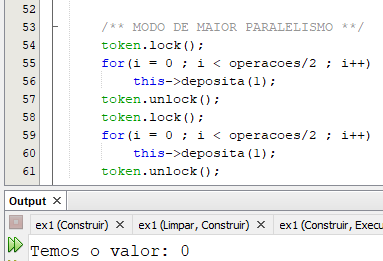 52
53 /** MODO DE MAIOR PARALELISMO **/
54 token.lock();
55 for(i = 0 ; i < operacoes/2 ; i++)
56 this->deposita(1);
57 token.unlock();
58 token.lock();
59 for(i = 0 ; i < operacoes/2 ; i++)
60 this->deposita(1);
61 token.unlock();
Output ×
ex1 (Construir) × ex1 (Limpar, Construir) × ex1 (Construir, Execu
Temos o valor: 0